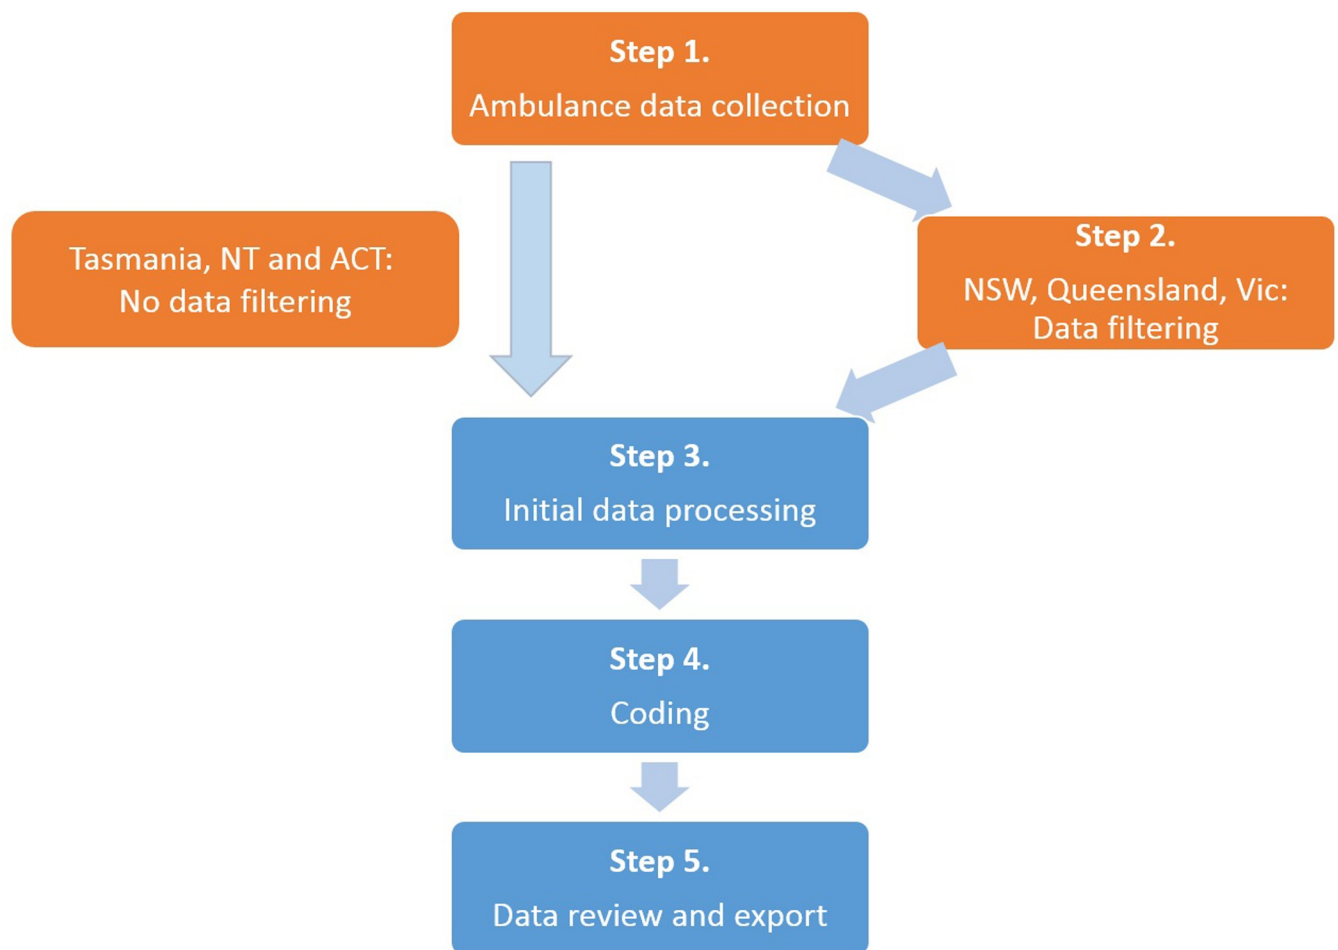 Step 1.
Ambulance data collection
Tasmania, NT and ACT:
No data filtering
Step 2.
NSW, Queensland, Vic:
Data filtering
Step 3.
Initial data processing
Step 4.
Coding
Step 5.
Data review and export